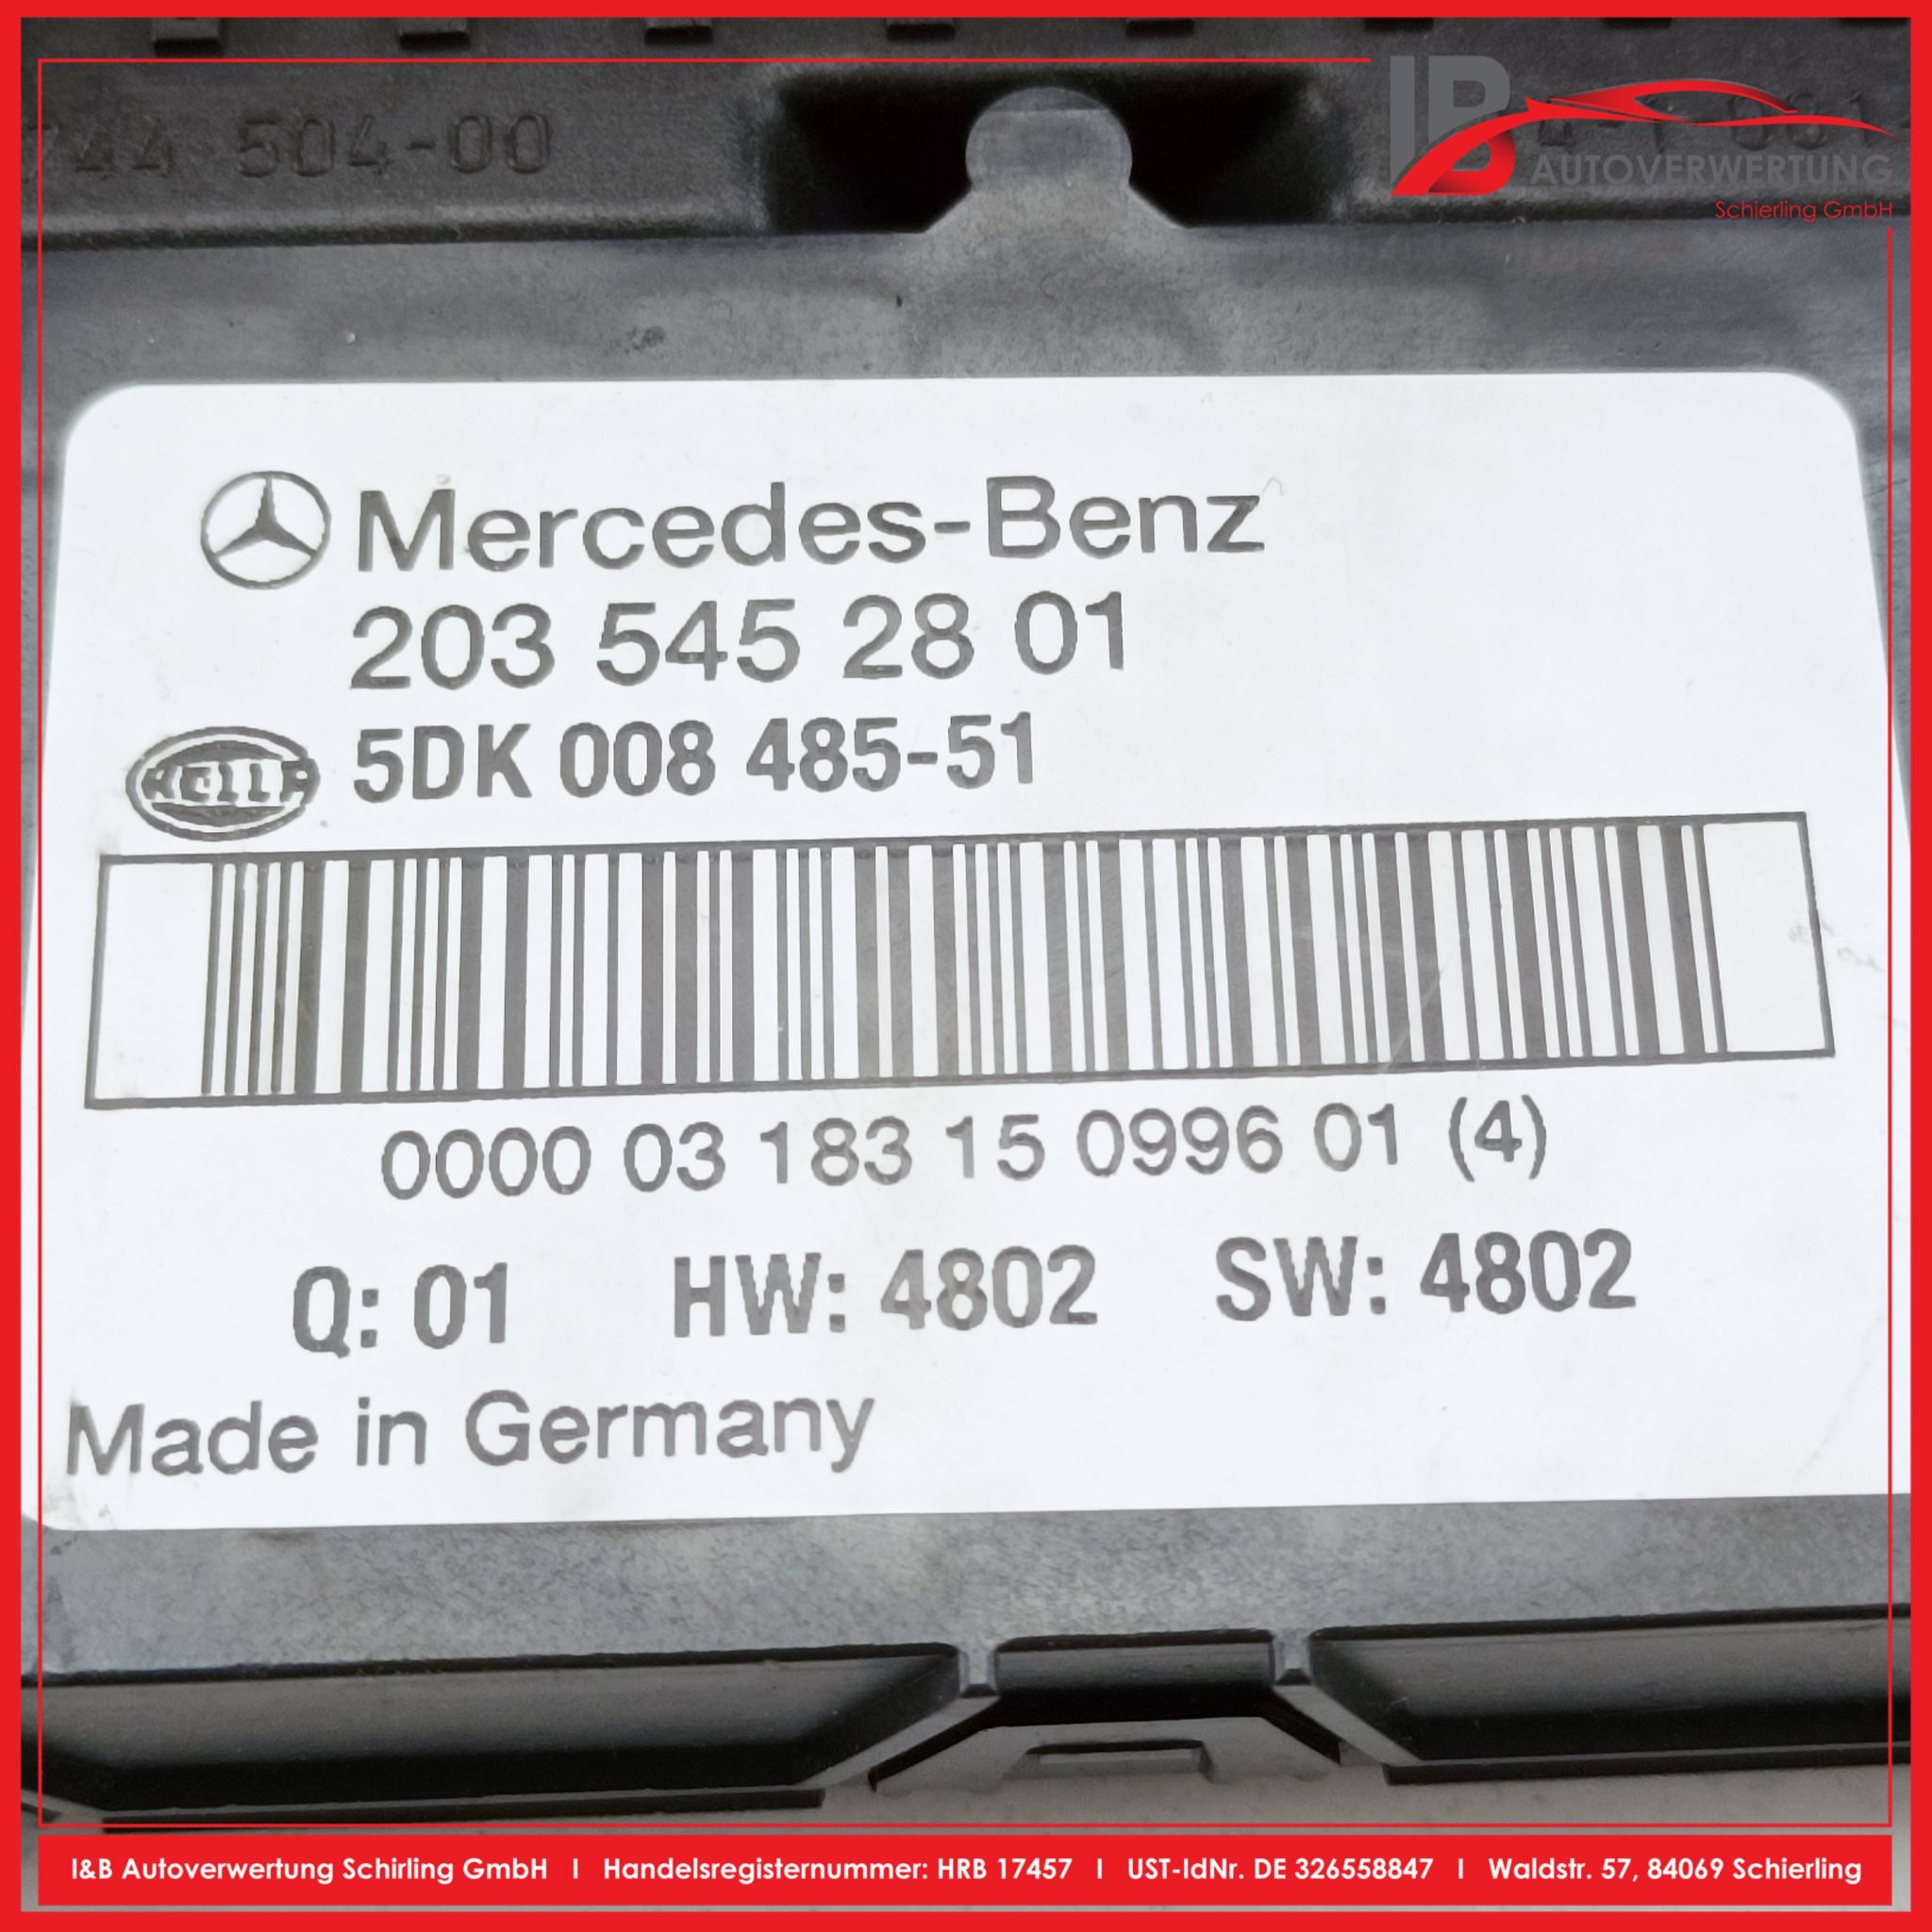 744 504-00
IB
AUTOVERWERTUNG
Schierling GmbH
Mercedes-Benz
203 545 28 01
HELLA
5DK 008 485-51
0000 03 183 15 0996 01 (4)
Q: 01 HW: 4802 SW: 4802
Made in Germany
I&B Autoverwertung Schirling GmbH I Handelsregisternummer: HRB 17457 I UST-IdNr. DE 326558847 I Waldstr. 57, 84069 Schierling